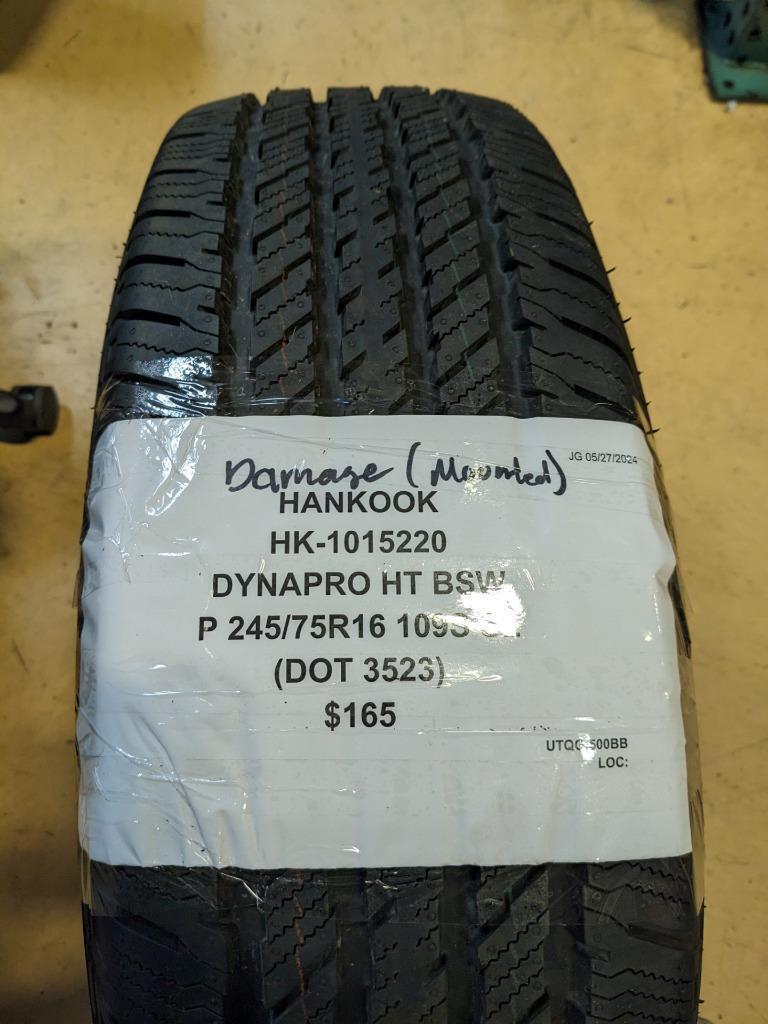 Damage (Mounted)
JG 05/27/2024
HANKOOK
HK-1015220
DYNAPRO HT BSW
P 245/75R16 109S
(DOT 3523)
$165
500BB
LOC: